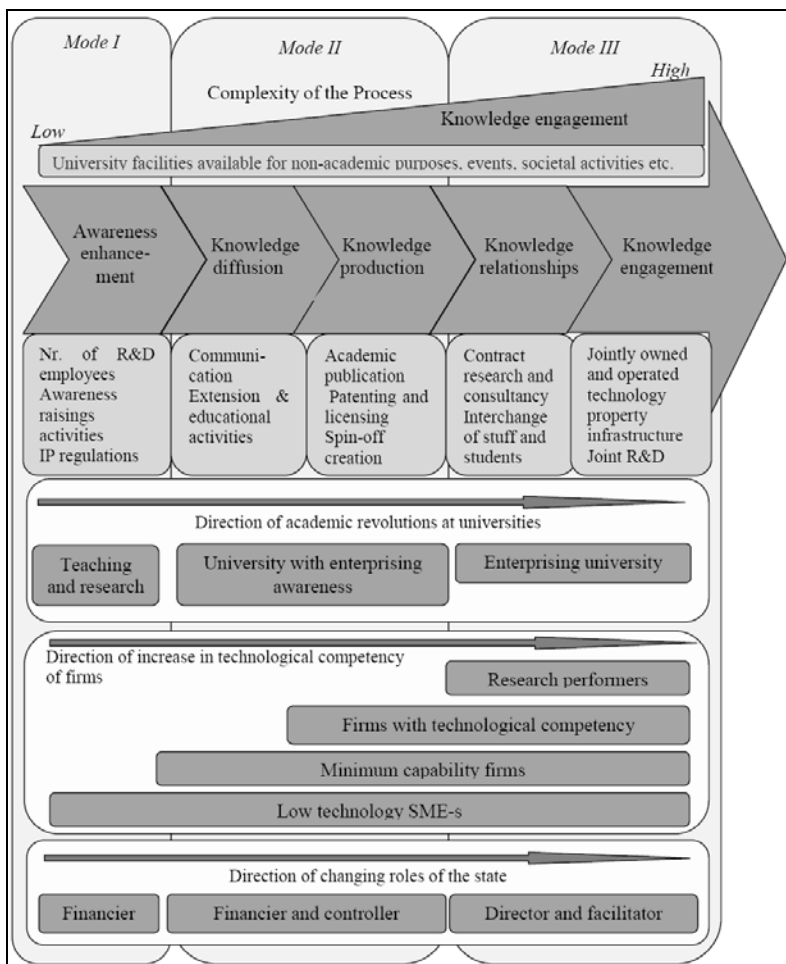 Mode I
Mode II
Mode III
High
Complexity of the Process
Knowledge engagement
Low
University facilities available for non-academic purposes, events, societal activities etc.
Awareness
enhance-
ment
Knowledge
diffusion
Knowledge
production
Knowledge
relationships
Knowledge
engagement
Nr. of R&D
employees
Awareness
raisings
activities
IP regulations
Communi-
cation
Extension &
educational
activities
Academic
publication
Patenting and
licensing
Spin-off
creation
Contract
research and
consultancy
Interchange
of stuff and
students
Jointly owned
and operated
technology
property
infrastructure
Joint R&D
Direction of academic revolutions at universities
Teaching
and research
University with enterprising
awareness
Enterprising university
Direction of increase in technological competency
of firms
Research performers
Firms with technological competency
Minimum capability firms
Low technology SME-s
Direction of changing roles of the state
Financier
Financier and controller
Director and facilitator